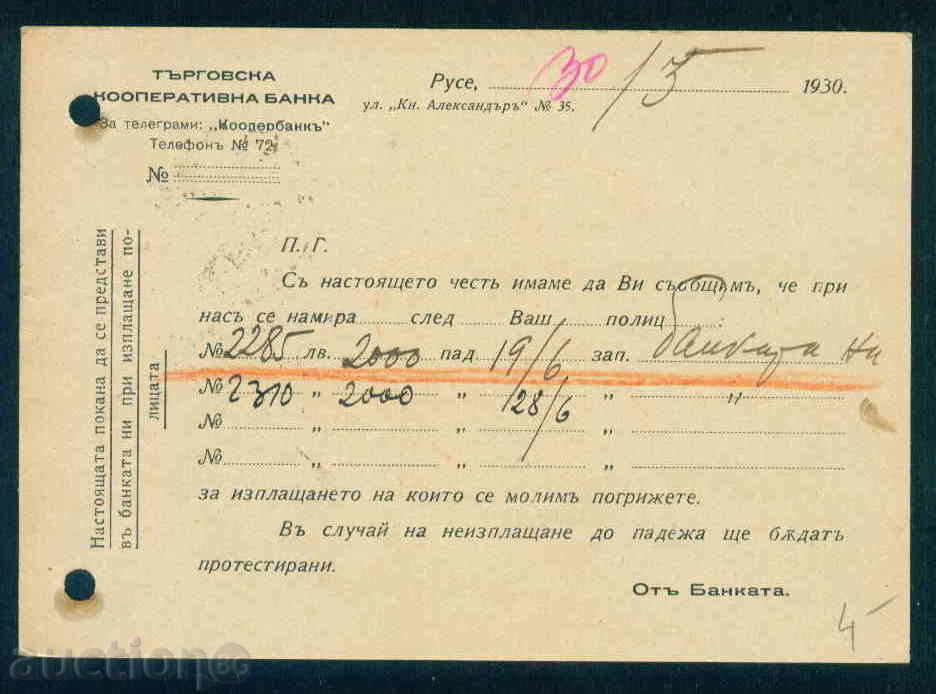 ТЪРГОВСКА
КООПЕРАТИВНА БАНКА
За телеграми: „Коопербанкъ"
Телефонъ № 72
№
Русе, 30/5 1930.
ул. „Кн. Александъръ" № 35.
Настоящата покана да се представи
въ банката ни при изплащане по-
лицата
П. Г.
Съ настоящето честь имаме да Ви съобщимъ, че при
насъ се намира след Ваш полиц
№ 2285 лв. 2000 пад 19/6 зап. банката ни
№ 2310 „ 2000 „ 28/6 „ "
№ „ „ „
№ „ „ „
за изплащането на които се молимъ погрижете.
Въ случай на неизплащане до падежа ще бѫдатъ
протестирани.
Отъ Банката.
4
auction BG